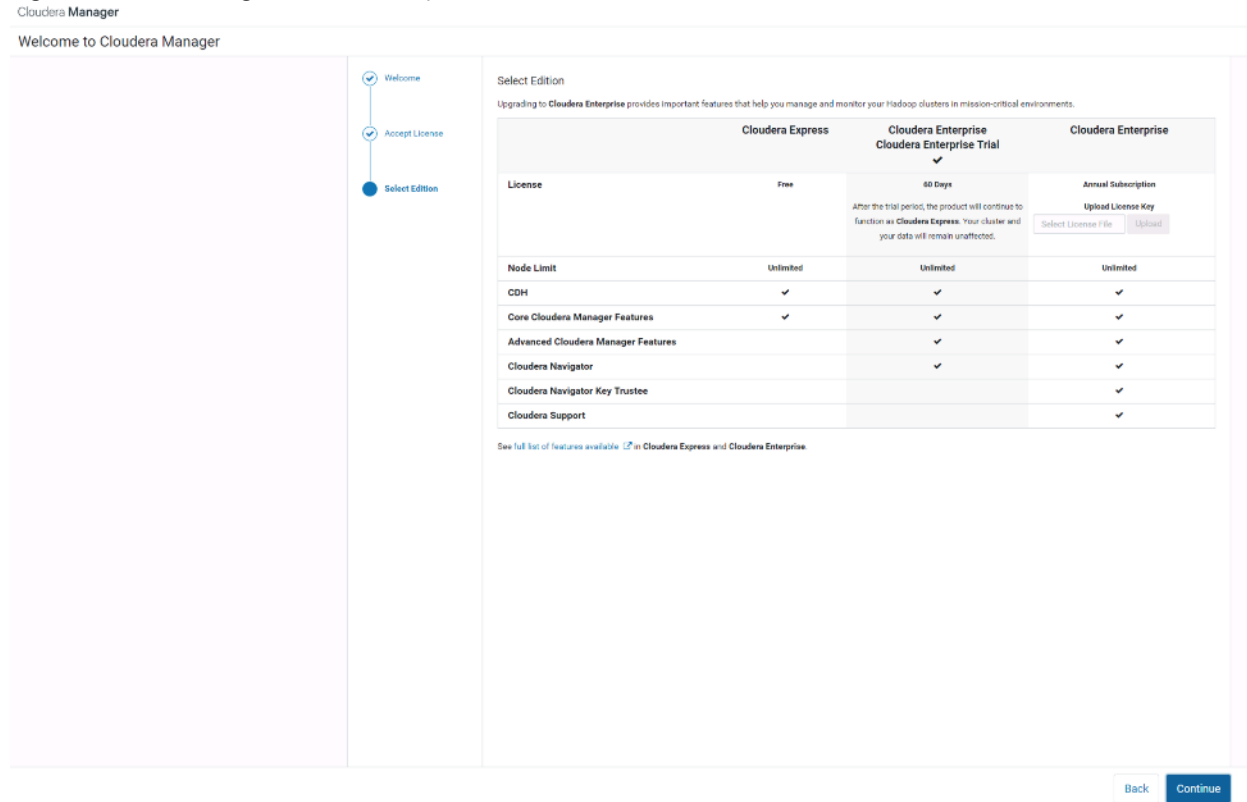 Cloudera Manager
Welcome to Cloudera Manager
Welcome
Accept License
Select Edition
Select Edition
Upgrading to Cloudera Enterprise provides important features that help you manage and monitor your Hadoop clusters in mission-critical environments.
Cloudera Express
Cloudera Enterprise
Cloudera Enterprise Trial
Cloudera Enterprise
License
Free
60 Days
After the trial period, the product will continue to
function as Cloudera Express. Your cluster and
your data will remain unaffected.
Annual Subscription
Upload License Key
Select License File Upload
Node Limit Unlimited Unlimited Unlimited
CDH
Core Cloudera Manager Features
Advanced Cloudera Manager Features
Cloudera Navigator
Cloudera Navigator Key Trustee
Cloudera Support
See full list of features available in Cloudera Express and Cloudera Enterprise.
Back Continue